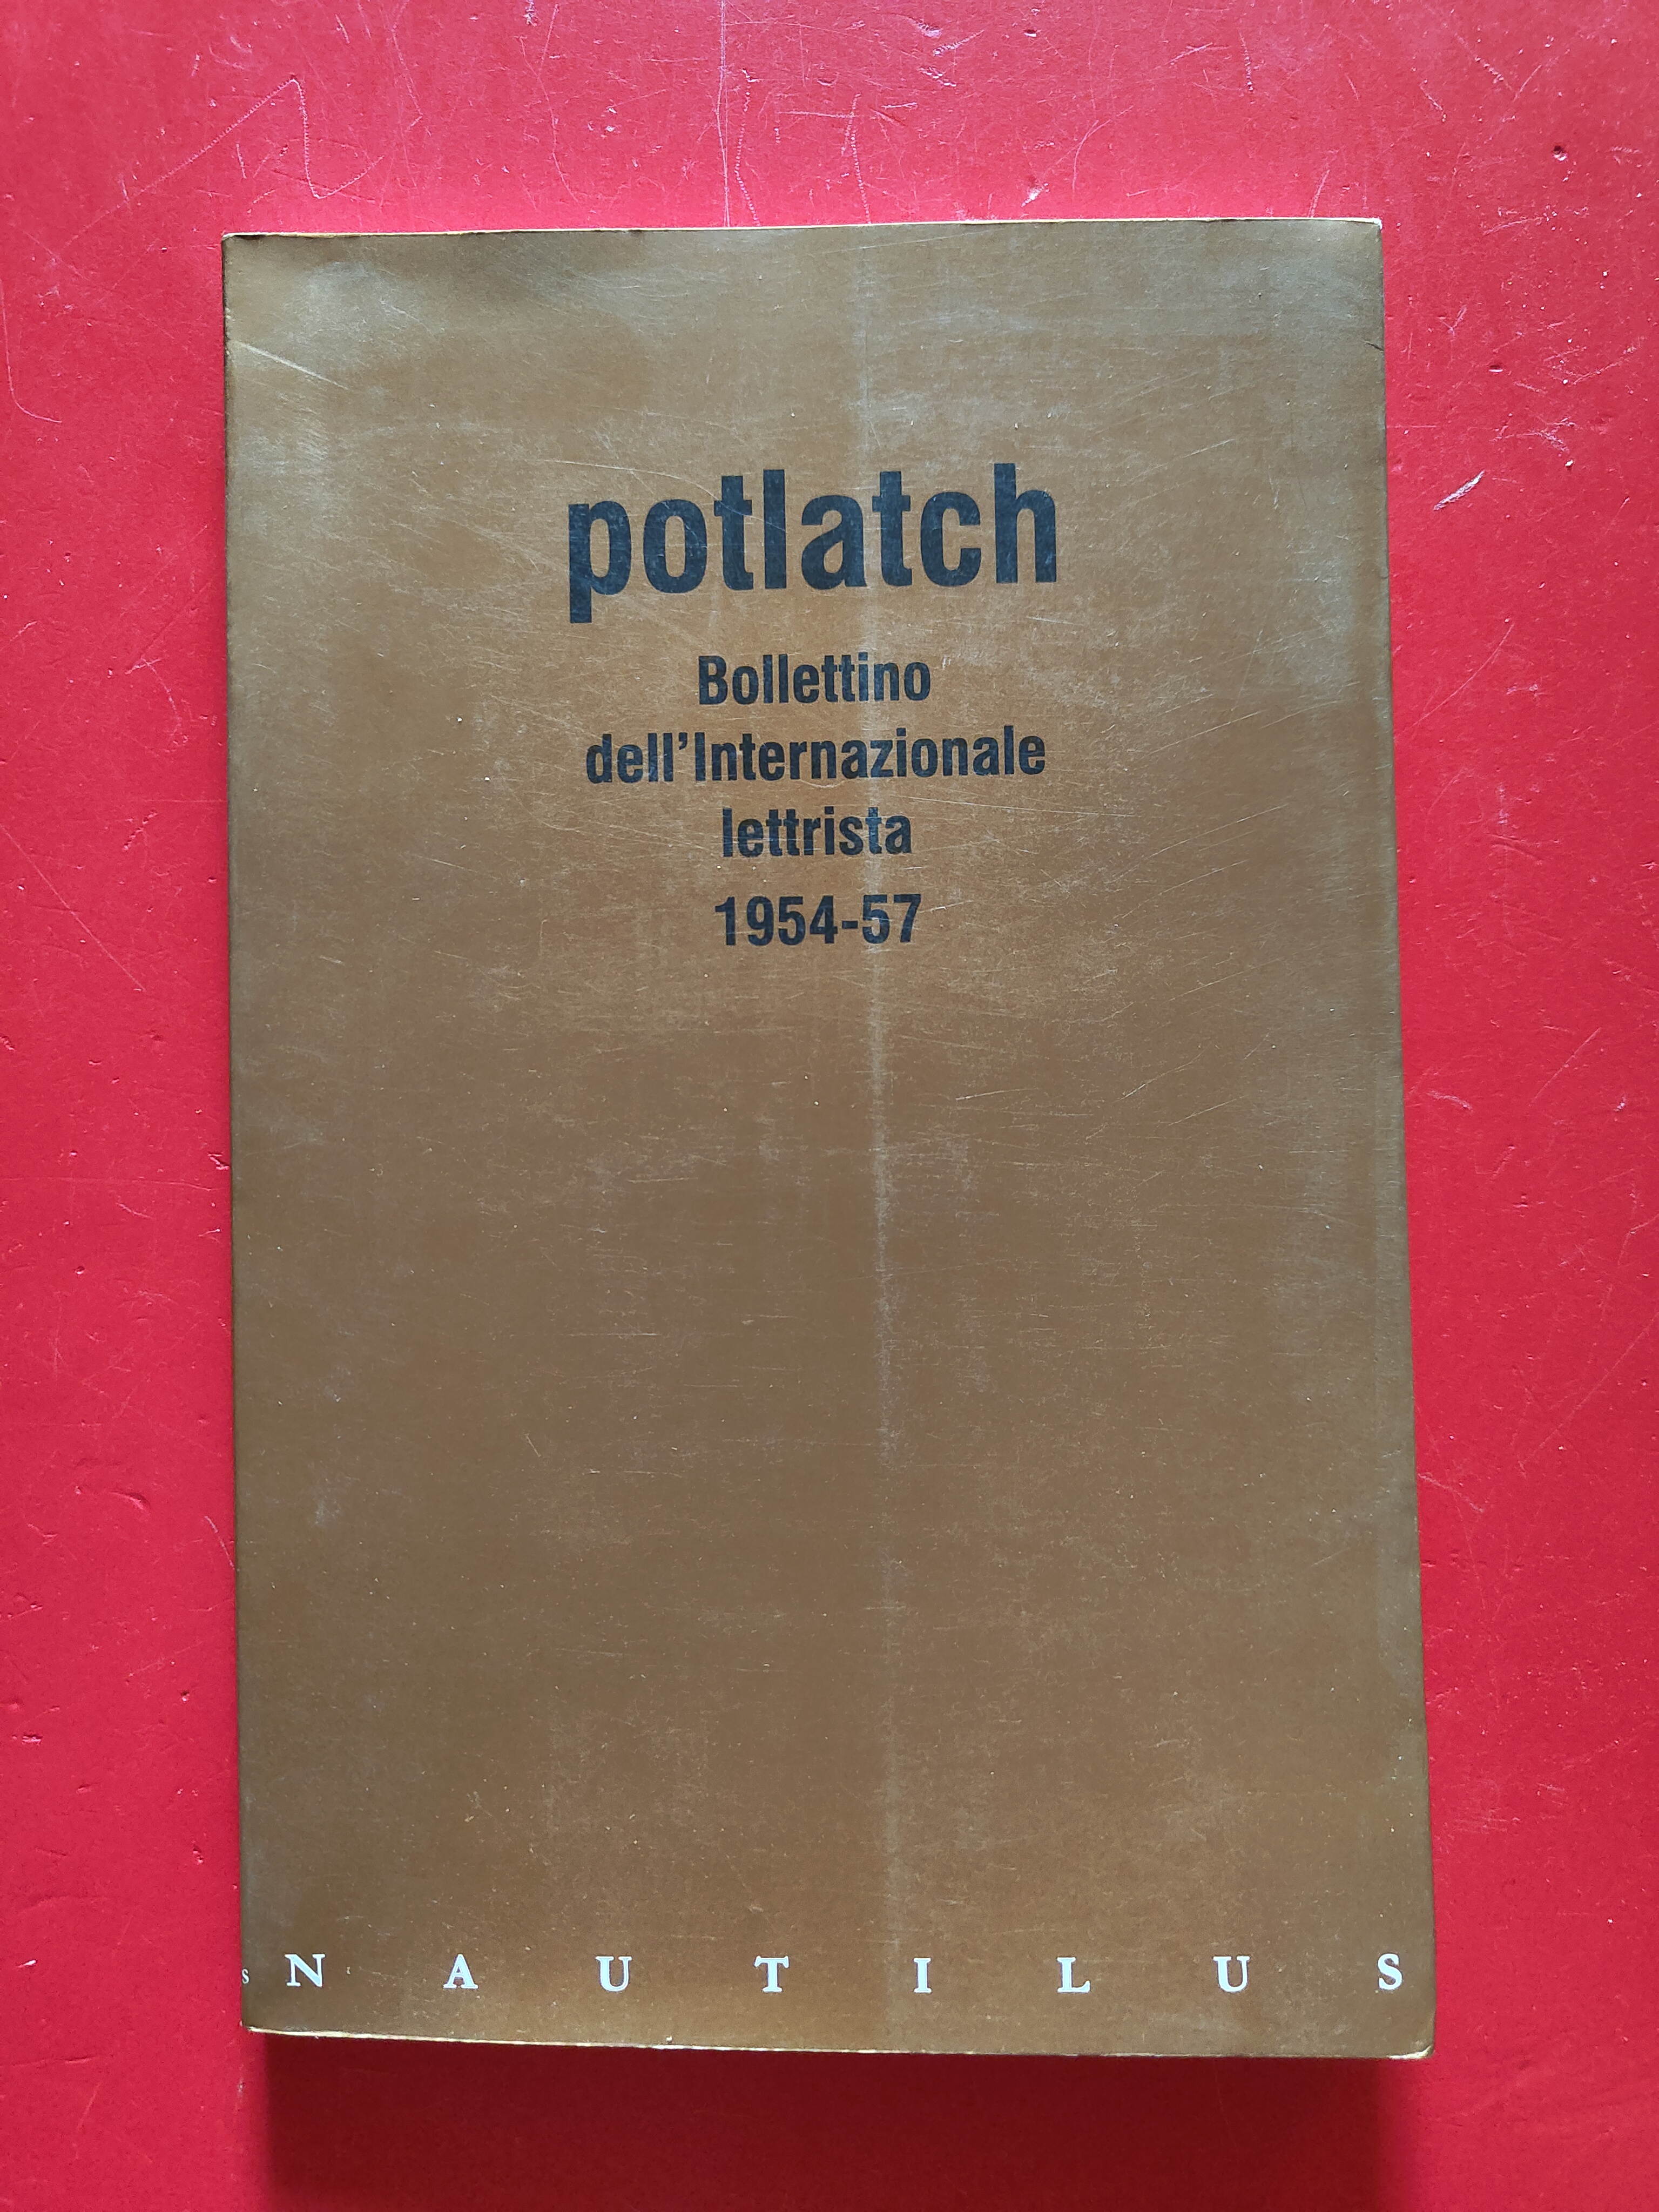 potlatch
Bollettino
dell'Internazionale
lettrista
1954-57
s NAUTILUS